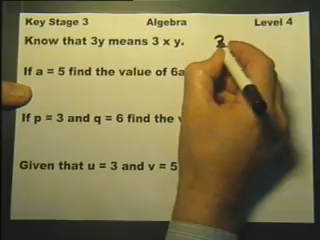 Key Stage 3 Algebra Level 4
Know that 3y means 3 x y. 3
If a = 5 find the value of 6a
If p = 3 and q = 6 find the
Given that u = 3 and v = 5